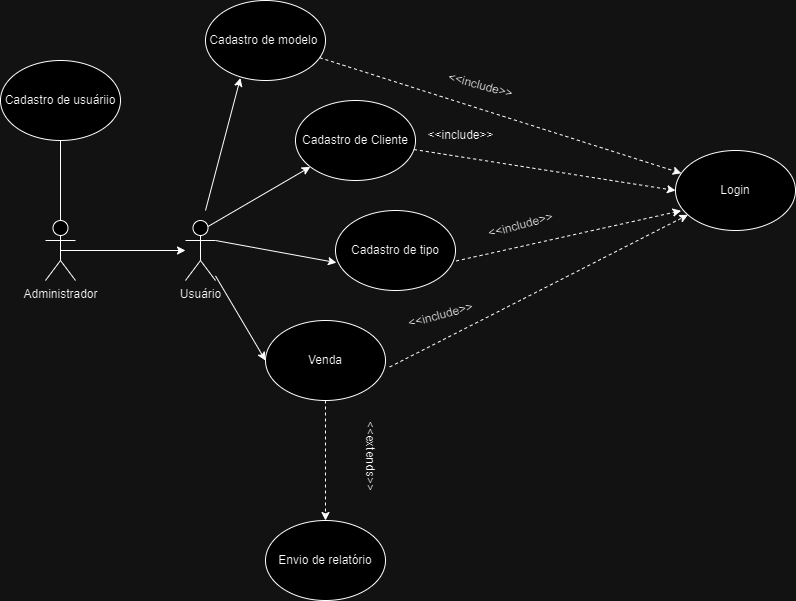 Cadastro de modelo
<<include>>
Cadastro de usuáriio
Cadastro de Cliente
<<include>>
Login
<<include>>
Cadastro de tipo
Administrador
Usuário
<<include>>
Venda
<<extends>>
Envio de relatório